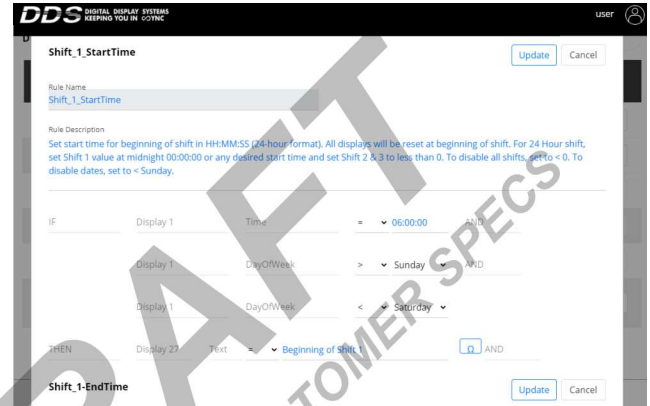 DDS DIGITAL DISPLAY SYSTEMS
KEEPING YOU IN SYNC
user
Shift_1_StartTime
Update Cancel
Rule Name
Shift_1_StartTime
Rule Description
Set start time for beginning of shift in HH:MM:SS (24-hour format). All displays will be reset at beginning of shift. For 24 Hour shift,
set Shift 1 value at midnight 00:00:00 or any desired start time and set Shift 2 & 3 to less than 0. To disable all shifts, set to < 0. To
disable dates, set to < Sunday.
IF Display 1 Time = 06:00:00 AND
Display 1 DayOfWeek > Sunday AND
Display 1 DayOfWeek < Saturday
THEN Display 27 Text = Beginning of Shift 1 Ω AND
Shift_1-EndTime
Update Cancel